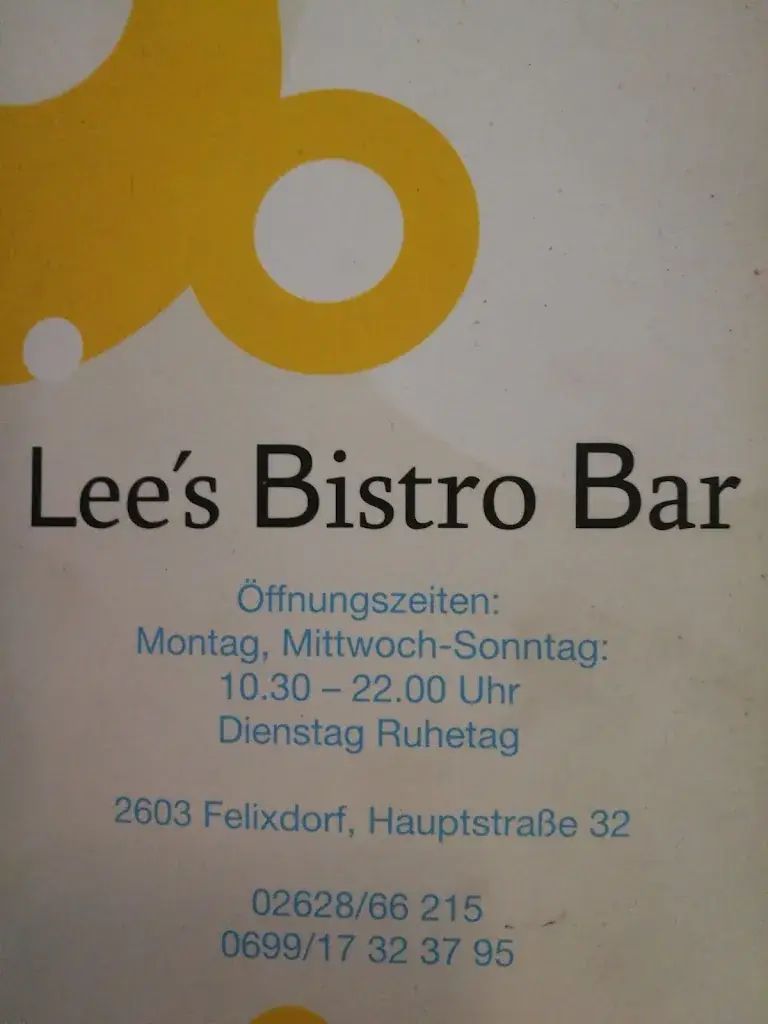 Lee´s Bistro Bar
Öffnungszeiten:
Montag, Mittwoch-Sonntag:
10.30 – 22.00 Uhr
Dienstag Ruhetag
2603 Felixdorf, Hauptstraße 32
02628/66 215
0699/17 32 37 95